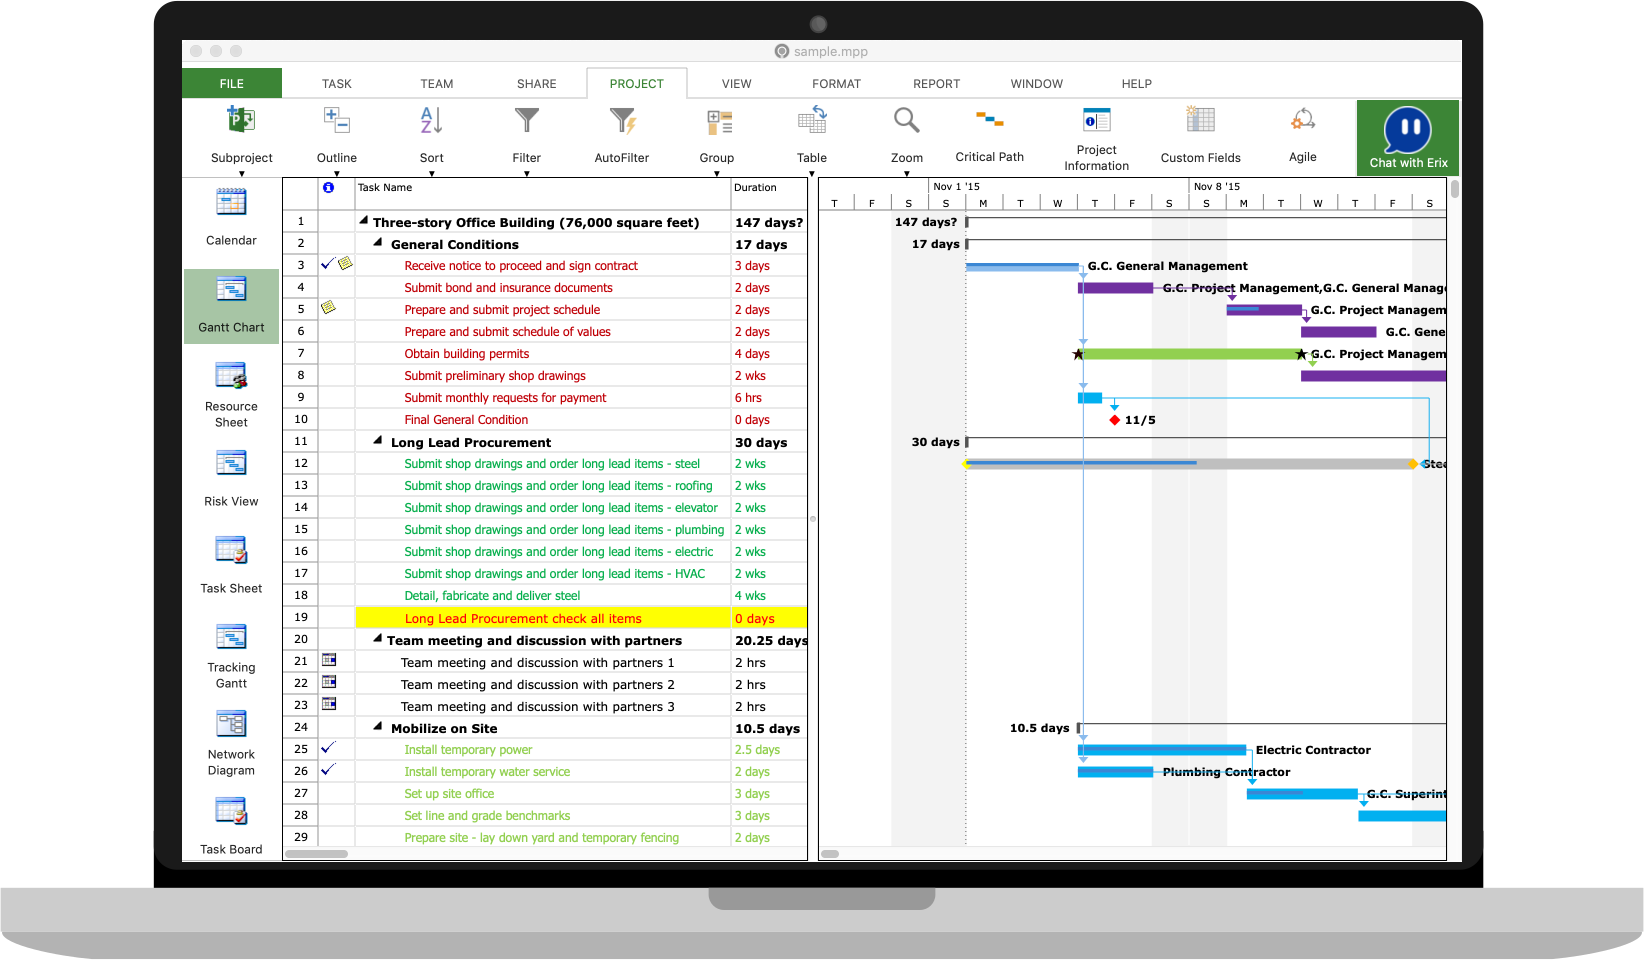 sample.mpp
FILE TASK TEAM SHARE PROJECT VIEW FORMAT REPORT WINDOW HELP
Subproject Outline Sort Filter AutoFilter Group Table Zoom Critical Path Project Information Custom Fields Agile Chat with Erix
Calendar
Gantt Chart
Resource
Sheet
Risk View
Task Sheet
Tracking
Gantt
Network
Diagram
Task Board
Task Name Duration
1 Three-story Office Building (76,000 square feet) 147 days?
2 General Conditions 17 days
3 Receive notice to proceed and sign contract 3 days
4 Submit bond and insurance documents 2 days
5 Prepare and submit project schedule 2 days
6 Prepare and submit schedule of values 2 days
7 Obtain building permits 4 days
8 Submit preliminary shop drawings 2 wks
9 Submit monthly requests for payment 6 hrs
10 Final General Condition 0 days
11 Long Lead Procurement 30 days
12 Submit shop drawings and order long lead items - steel 2 wks
13 Submit shop drawings and order long lead items - roofing 2 wks
14 Submit shop drawings and order long lead items - elevator 2 wks
15 Submit shop drawings and order long lead items - plumbing 2 wks
16 Submit shop drawings and order long lead items - electric 2 wks
17 Submit shop drawings and order long lead items - HVAC 2 wks
18 Detail, fabricate and deliver steel 4 wks
19 Long Lead Procurement check all items 0 days
20 Team meeting and discussion with partners 20.25 days
21 Team meeting and discussion with partners 1 2 hrs
22 Team meeting and discussion with partners 2 2 hrs
23 Team meeting and discussion with partners 3 2 hrs
24 Mobilize on Site 10.5 days
25 Install temporary power 2.5 days
26 Install temporary water service 2 days
27 Set up site office 3 days
28 Set line and grade benchmarks 3 days
29 Prepare site - lay down yard and temporary fencing 2 days
Nov 1 '15 Nov 8 '15
T F S S M T W T F S S M T W T F S
147 days?
17 days
G.C. General Management
G.C. Project Management,G.C. General Manag
G.C. Project Managem
G.C. Gene
G.C. Project Managem
11/5
30 days
Stee
10.5 days
Electric Contractor
Plumbing Contractor
G.C. Superint